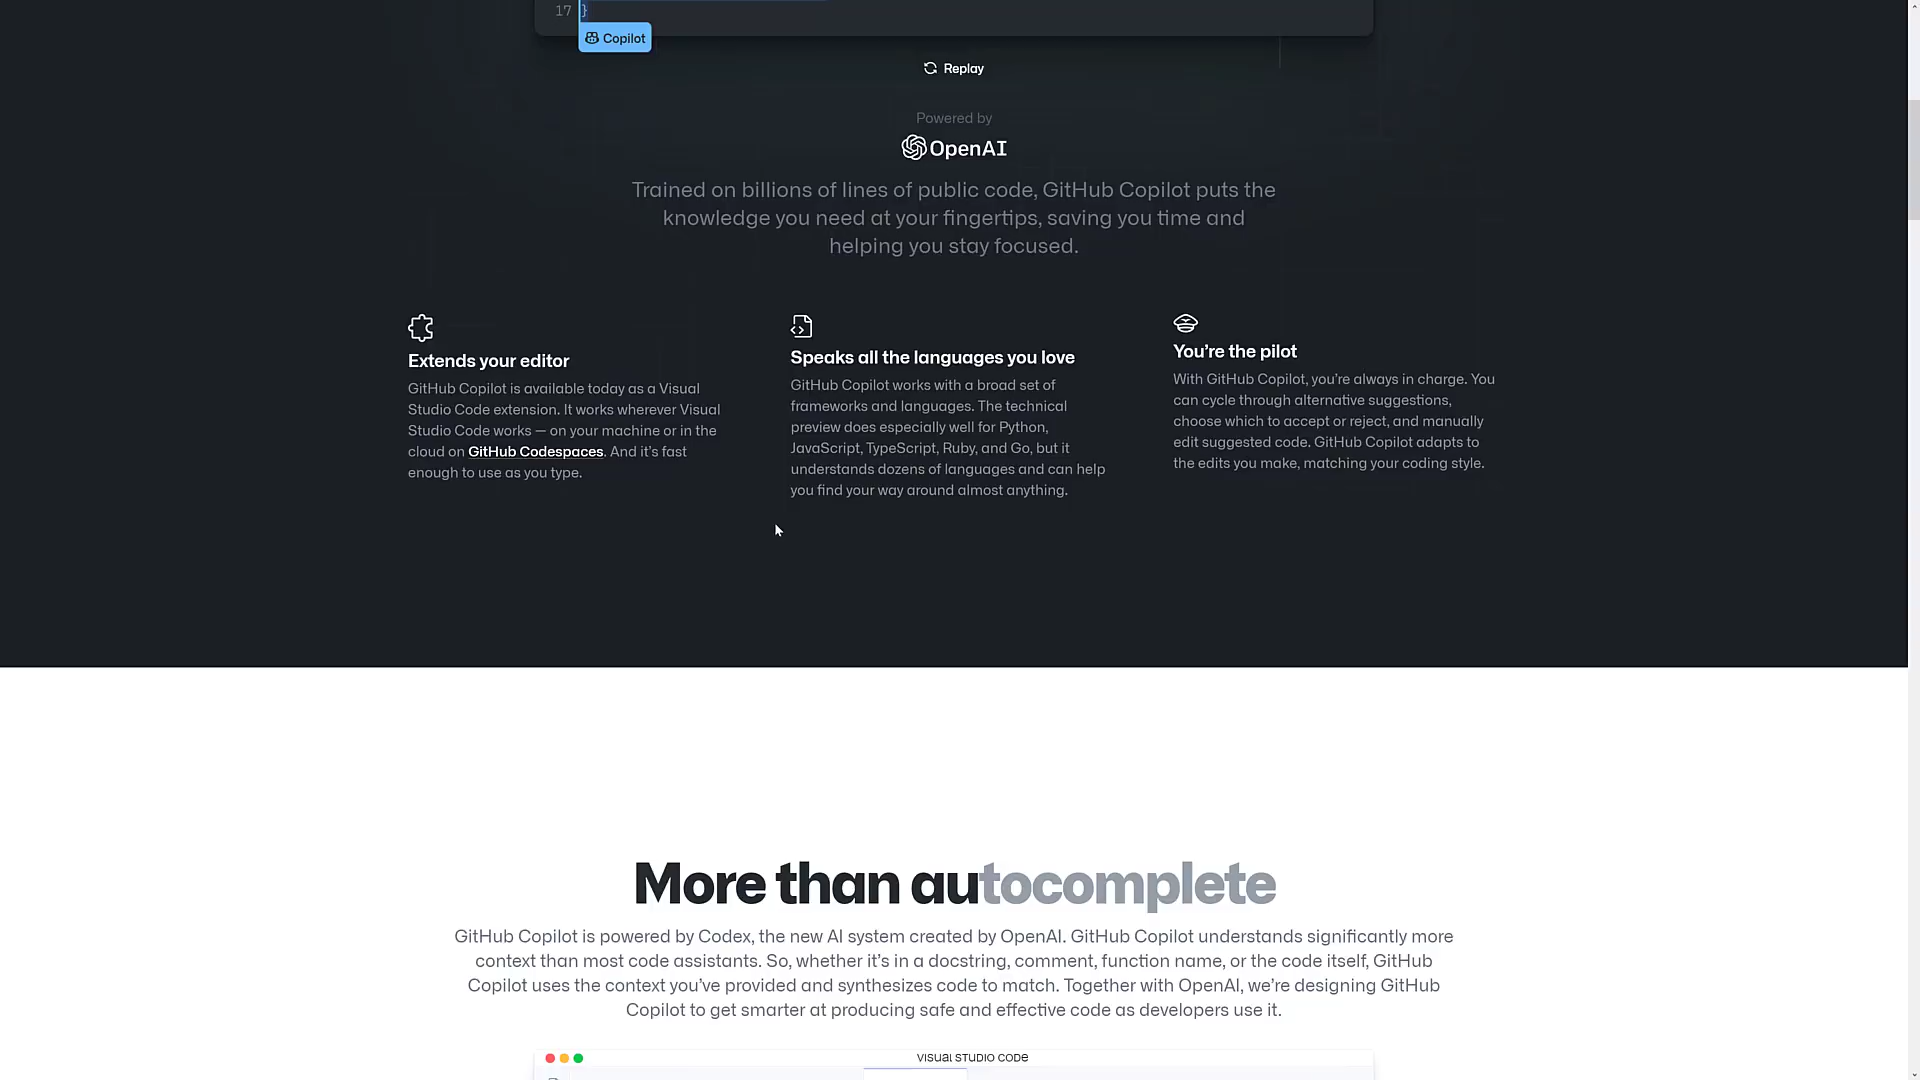 17 }
Copilot
Replay
Powered by
OpenAI
Trained on billions of lines of public code, GitHub Copilot puts the
knowledge you need at your fingertips, saving you time and
helping you stay focused.
Extends your editor
GitHub Copilot is available today as a Visual
Studio Code extension. It works wherever Visual
Studio Code works — on your machine or in the
cloud on GitHub Codespaces. And it’s fast
enough to use as you type.
Speaks all the languages you love
GitHub Copilot works with a broad set of
frameworks and languages. The technical
preview does especially well for Python,
JavaScript, TypeScript, Ruby, and Go, but it
understands dozens of languages and can help
you find your way around almost anything.
You’re the pilot
With GitHub Copilot, you’re always in charge. You
can cycle through alternative suggestions,
choose which to accept or reject, and manually
edit suggested code. GitHub Copilot adapts to
the edits you make, matching your coding style.
More than autocomplete
GitHub Copilot is powered by Codex, the new AI system created by OpenAI. GitHub Copilot understands significantly more
context than most code assistants. So, whether it’s in a docstring, comment, function name, or the code itself, GitHub
Copilot uses the context you’ve provided and synthesizes code to match. Together with OpenAI, we’re designing GitHub
Copilot to get smarter at producing safe and effective code as developers use it.
Visual Studio Code